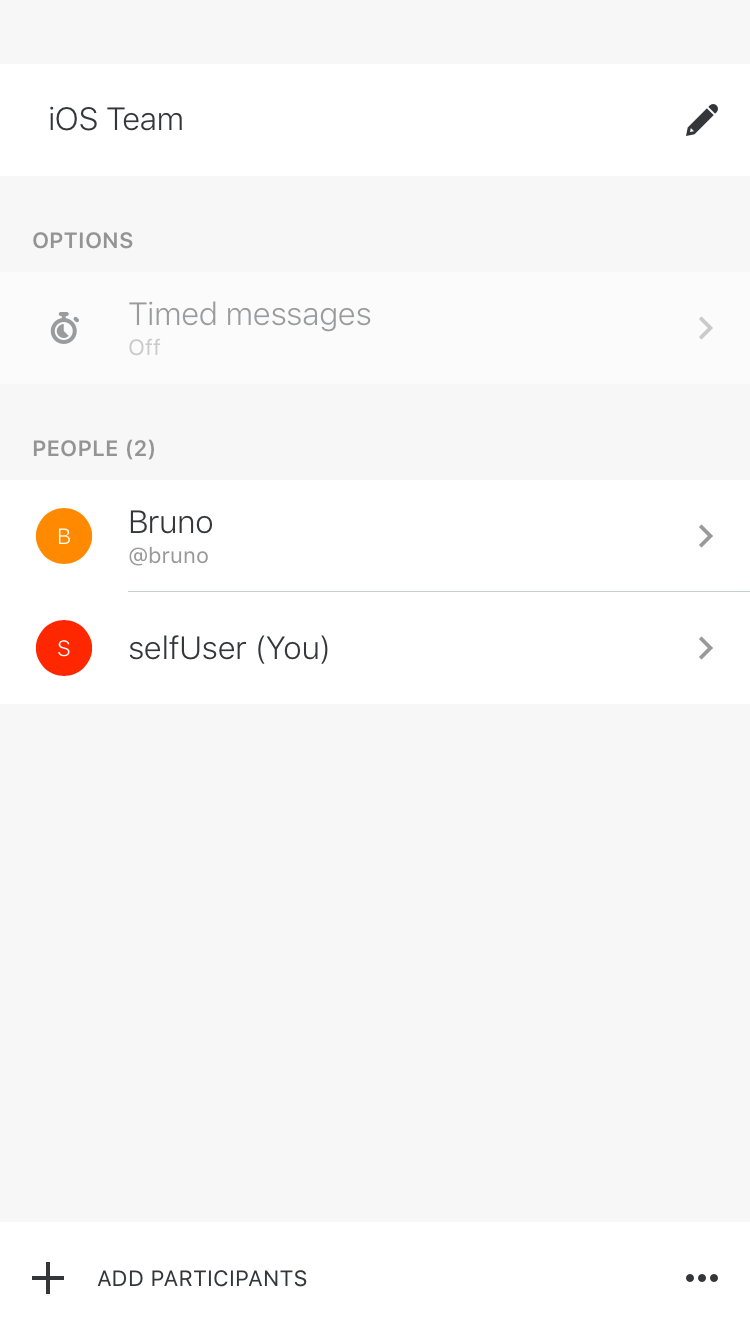 iOS Team
OPTIONS
Timed messages
Off
PEOPLE (2)
B
Bruno
@bruno
S
selfUser (You)
ADD PARTICIPANTS